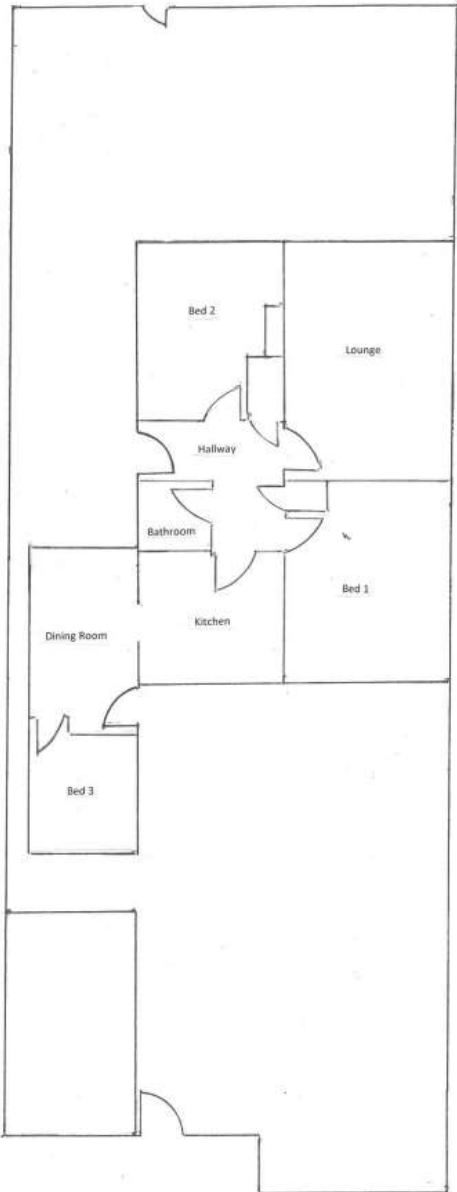 Bed 2
Lounge
Hallway
Bathroom
Bed 1
Kitchen
Dining Room
Bed 3